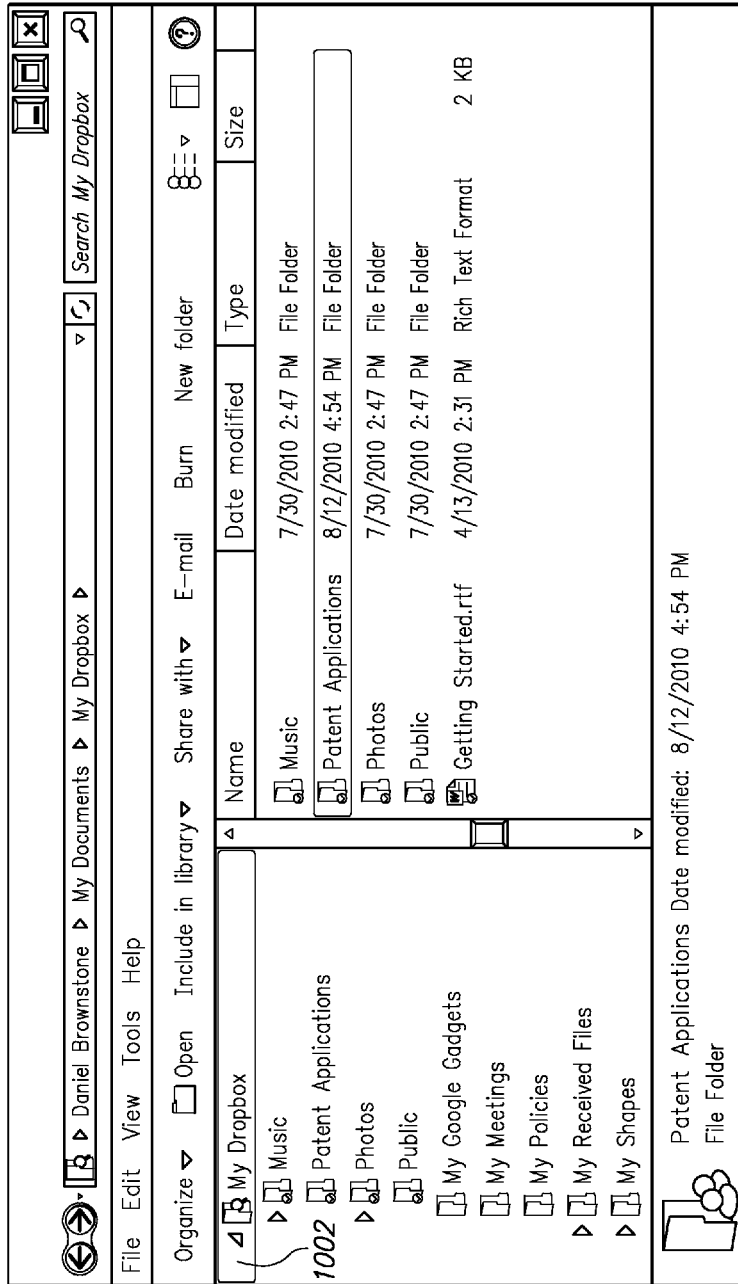 Daniel Brownstone My Documents My Dropbox Search My Dropbox
File Edit View Tools Help
Organize Open Include in library Share with E-mail Burn New folder
My Dropbox
Music
Patent Applications
Photos
Public
My Google Gadgets
My Meetings
My Policies
My Received Files
My Shapes
1002
Name Date modified Type Size
Music 7/30/2010 2:47 PM File Folder
Patent Applications 8/12/2010 4:54 PM File Folder
Photos 7/30/2010 2:47 PM File Folder
Public 7/30/2010 2:47 PM File Folder
Getting Started.rtf 4/13/2010 2:31 PM Rich Text Format 2 KB
Patent Applications Date modified: 8/12/2010 4:54 PM
File Folder